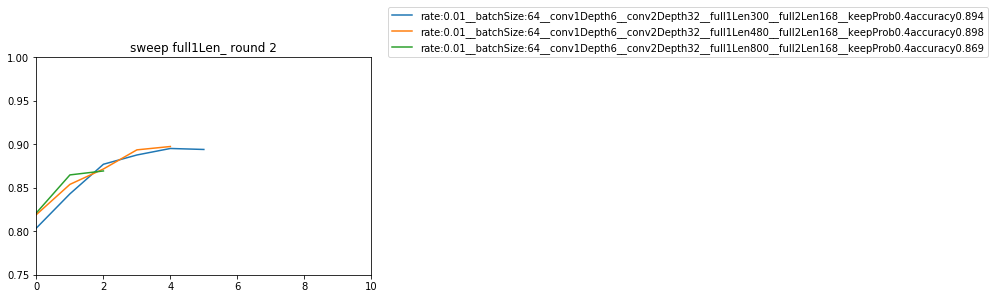 rate:0.01__batchSize:64__conv1Depth6__conv2Depth32__full1Len300__full2Len168__keepProb0.4accuracy0.894
rate:0.01__batchSize:64__conv1Depth6__conv2Depth32__full1Len480__full2Len168__keepProb0.4accuracy0.898
rate:0.01__batchSize:64__conv1Depth6__conv2Depth32__full1Len800__full2Len168__keepProb0.4accuracy0.869
sweep full1Len_ round 2
1.00
0.95
0.90
0.85
0.80
0.75
0 2 4 6 8 10